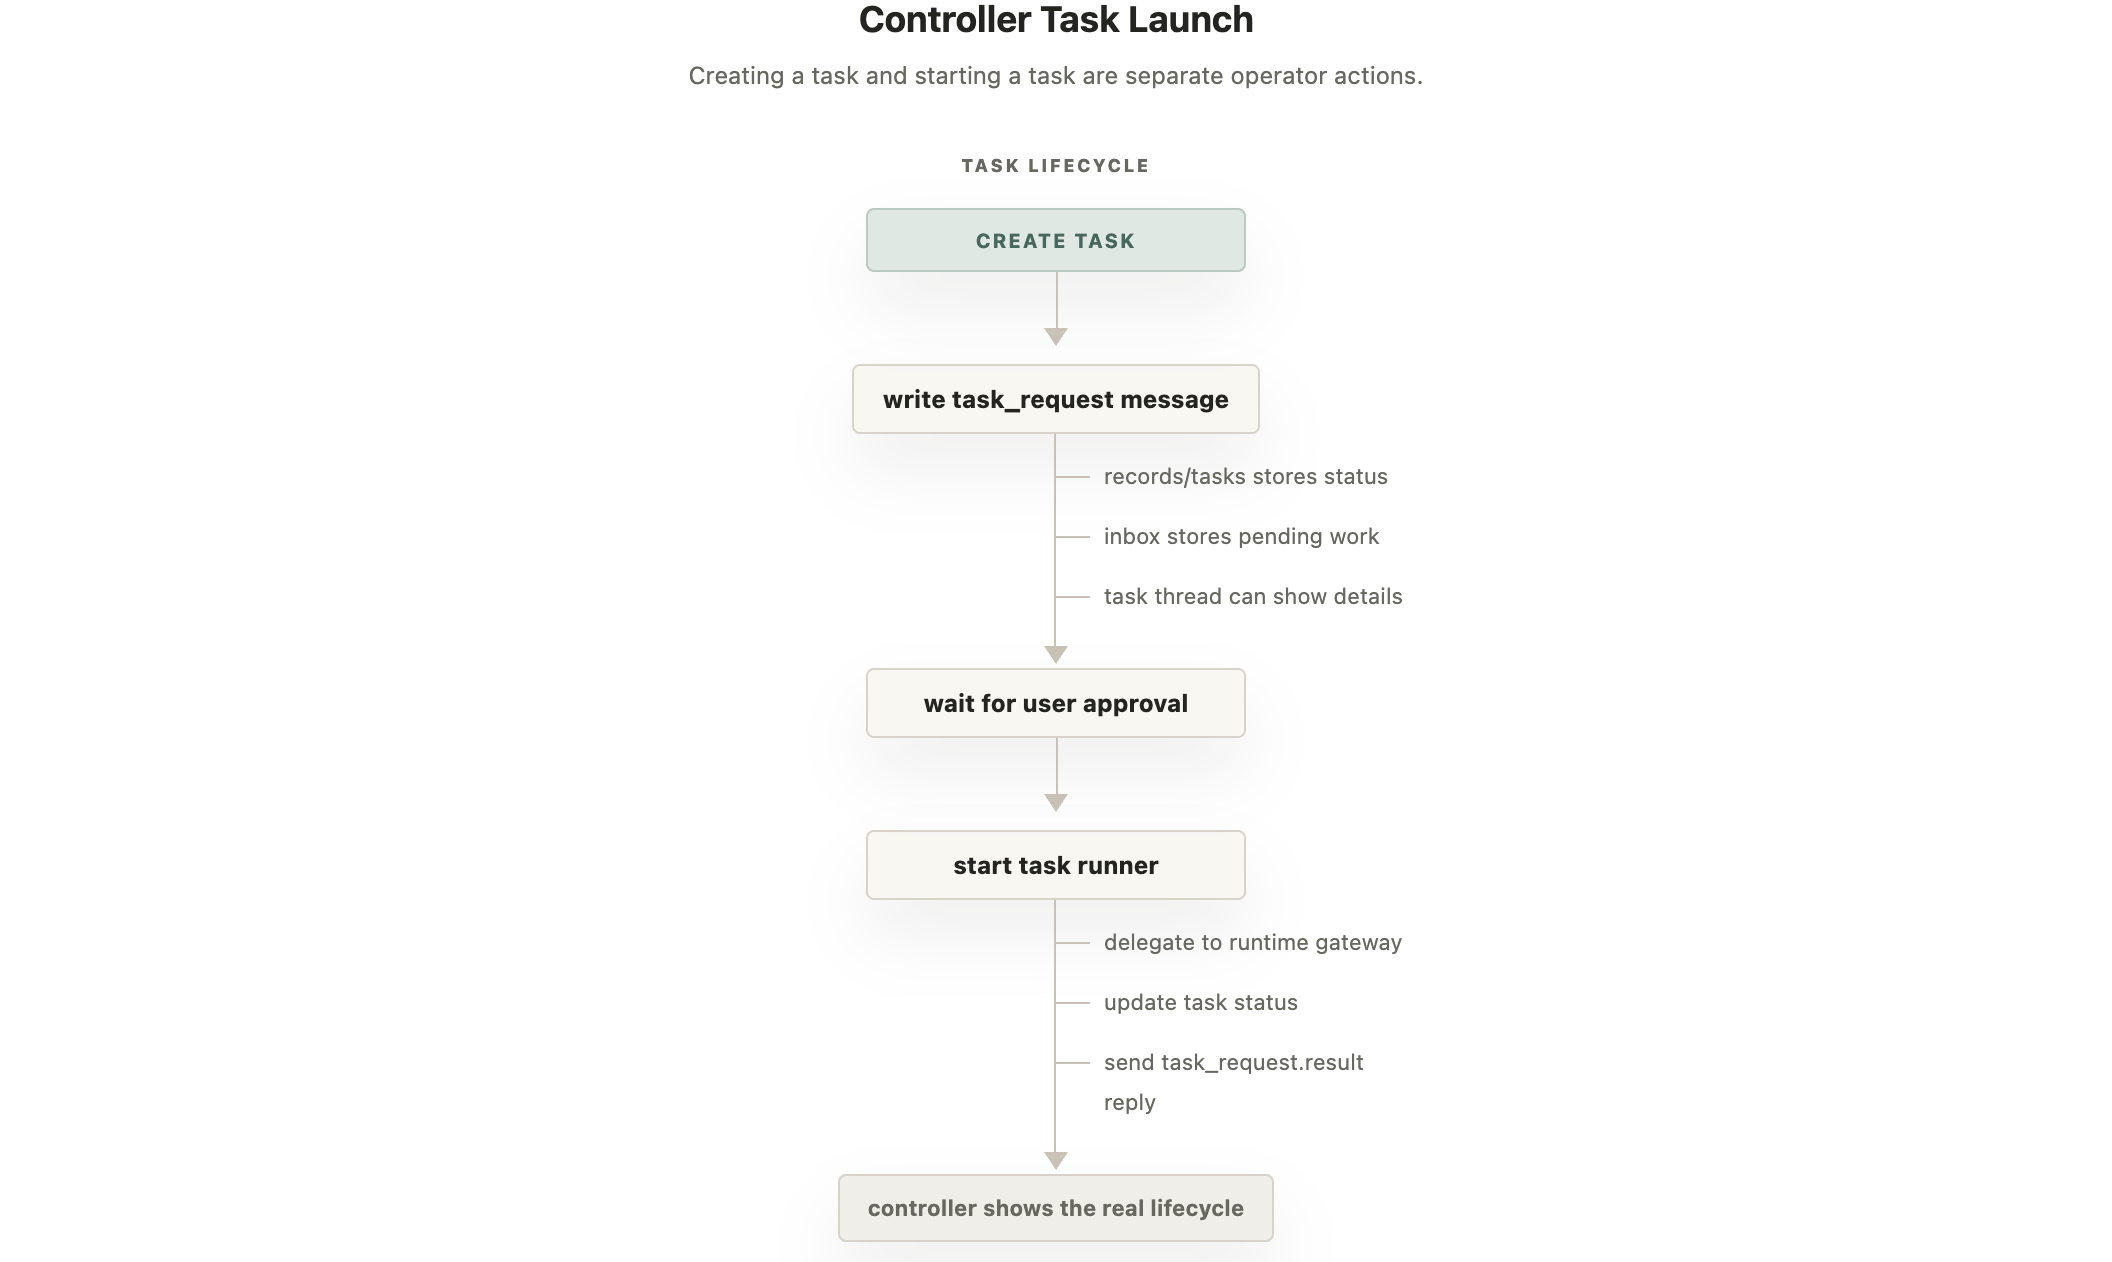 Controller Task Launch
Creating a task and starting a task are separate operator actions.
TASK LIFECYCLE
CREATE TASK
write task_request message
records/tasks stores status
inbox stores pending work
task thread can show details
wait for user approval
start task runner
delegate to runtime gateway
update task status
send task_request.result
reply
controller shows the real lifecycle